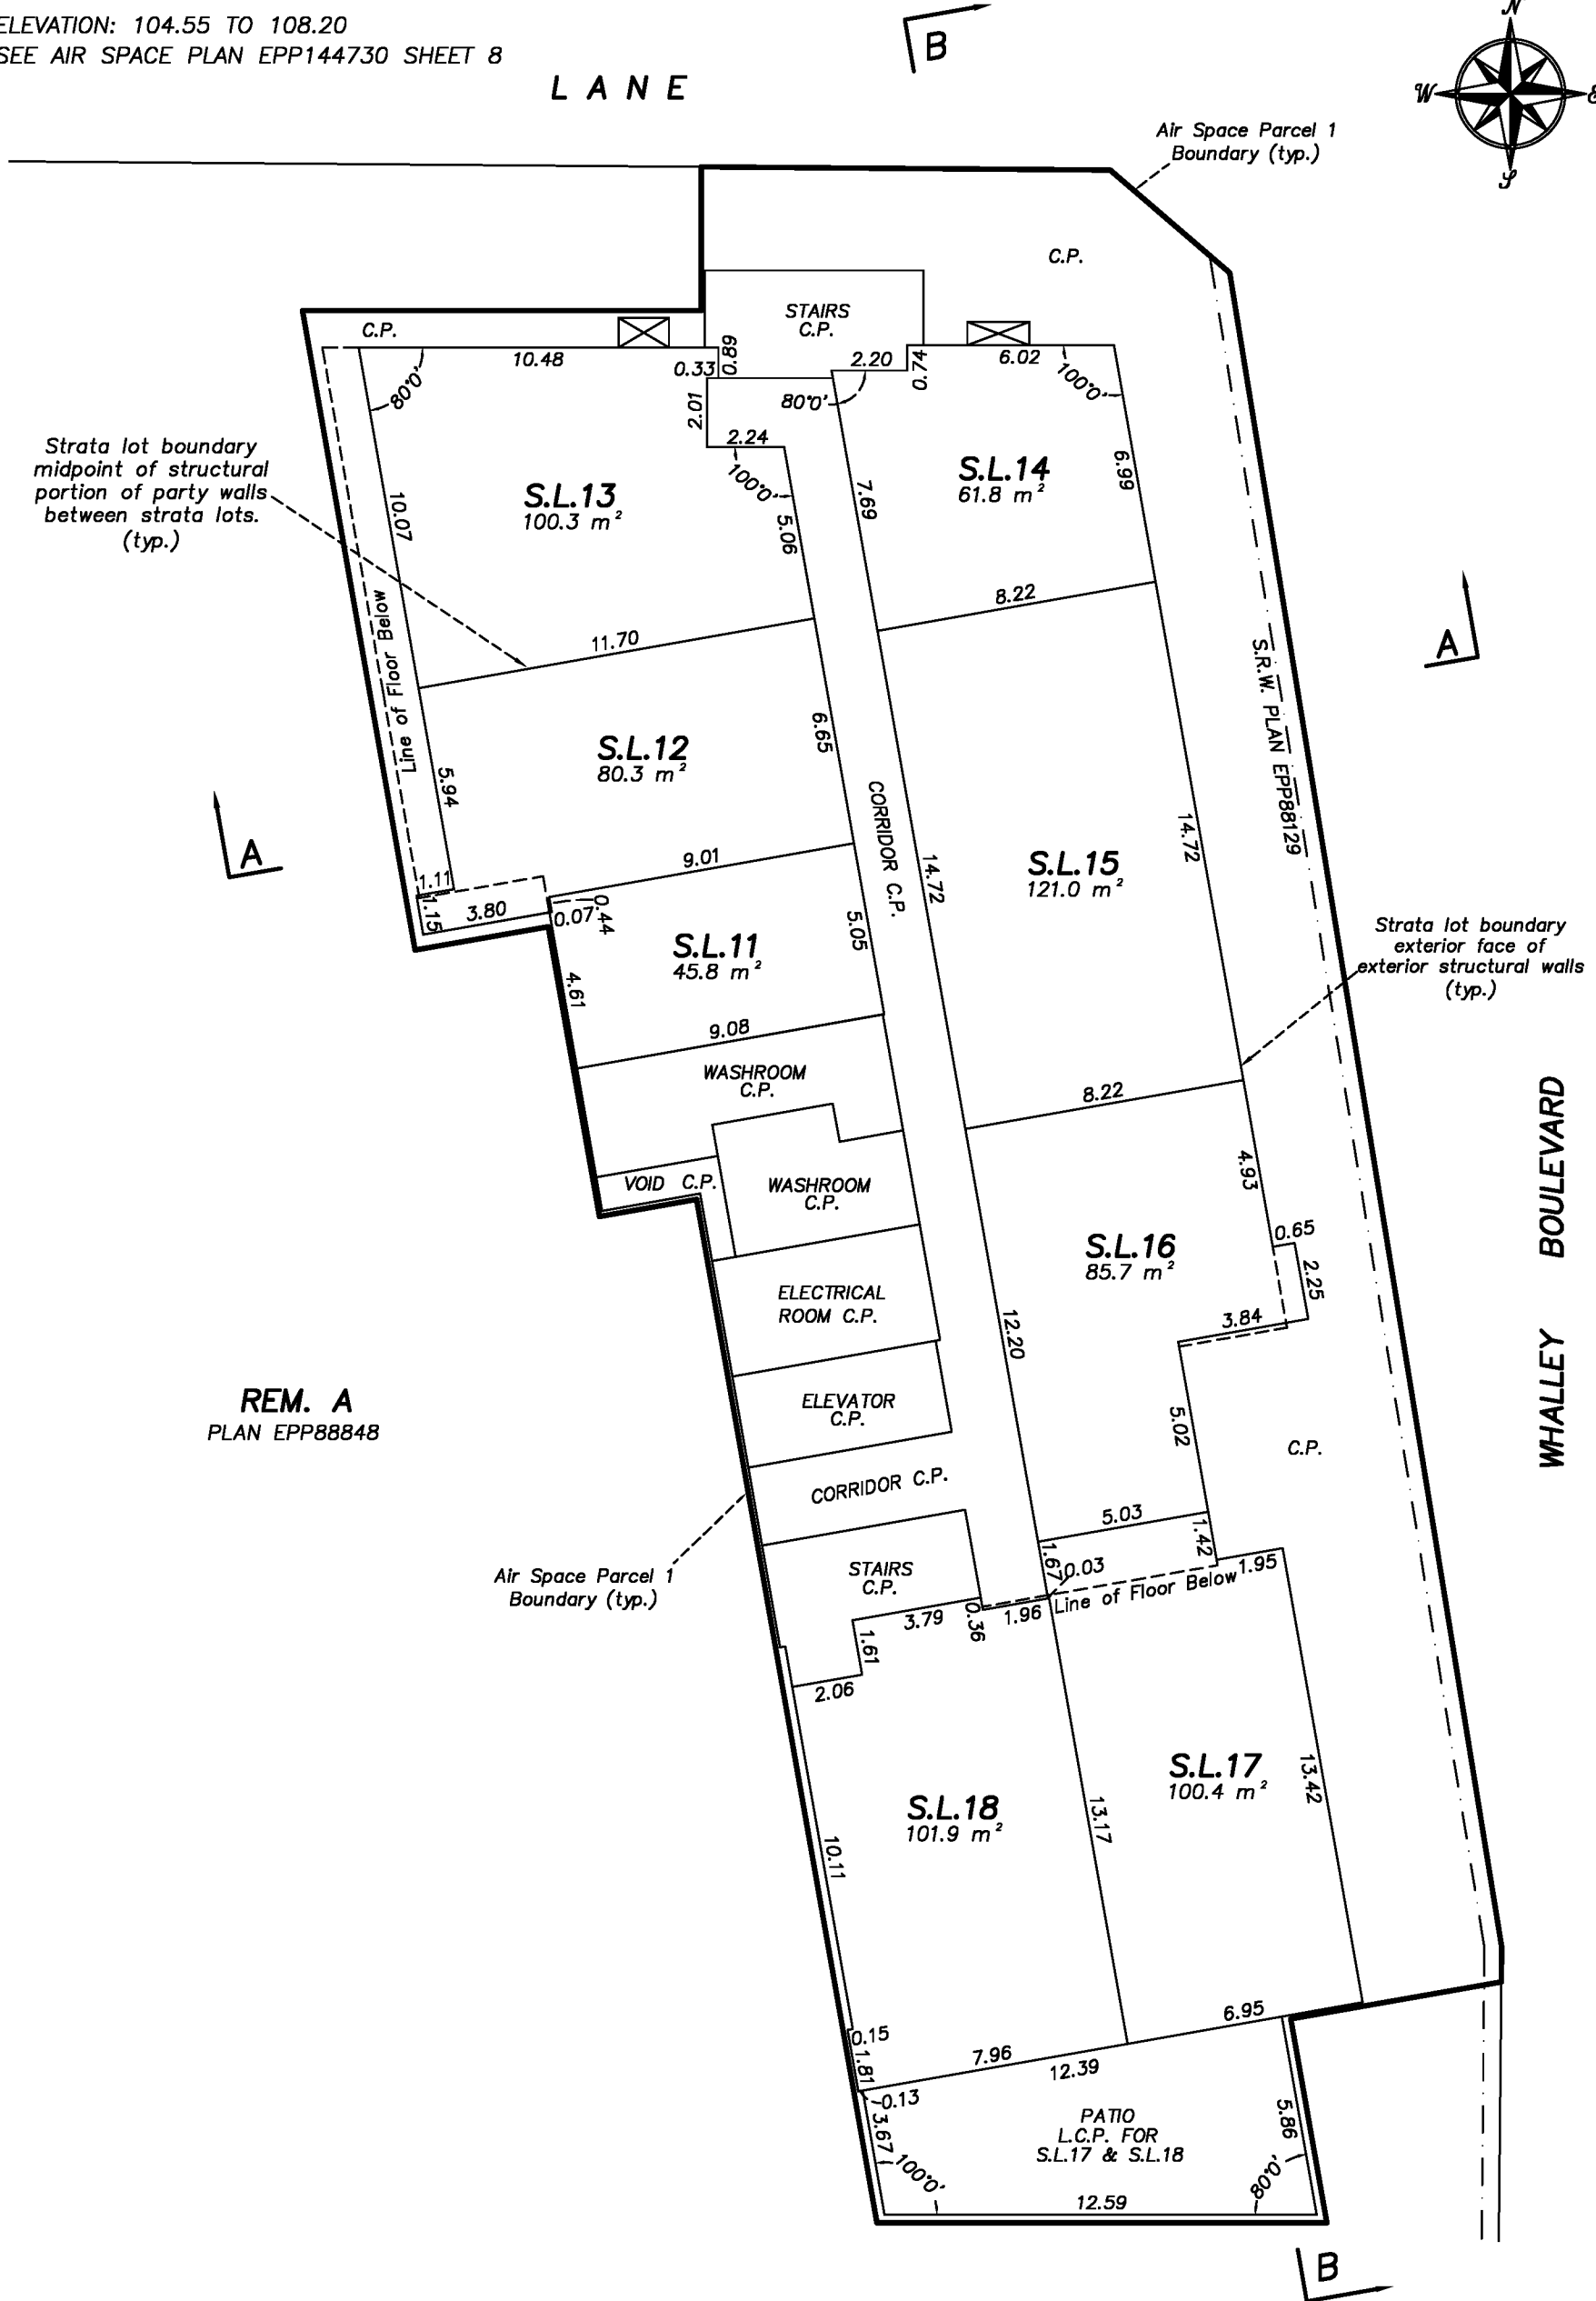 ELEVATION: 104.55 TO 108.20
SEE AIR SPACE PLAN EPP144730 SHEET 8
LANE
B
N
W
E
S
Air Space Parcel 1
Boundary (typ.)
C.P.
STAIRS
C.P.
C.P.
10.48
0.33
0.89
2.20
0.74
6.02
80°0'
2.01
80°0'
100°0'
2.24
100°0'
Strata lot boundary
midpoint of structural
portion of party walls
between strata lots.
(typ.)
S.L.13
100.3 m²
10.07
5.06
7.69
S.L.14
61.8 m²
6.99
8.22
11.70
Line of Floor Below
A
S.R.W. PLAN EPP88129
S.L.12
80.3 m²
6.65
5.94
CORRIDOR C.P.
14.72
14.72
S.L.15
121.0 m²
A
9.01
1.11
1.15
3.80
0.07
0.44
S.L.11
45.8 m²
5.05
4.61
9.08
Strata lot boundary
exterior face of
exterior structural walls
(typ.)
WASHROOM
C.P.
8.22
VOID C.P.
WASHROOM
C.P.
4.93
0.65
2.25
S.L.16
85.7 m²
3.84
ELECTRICAL
ROOM C.P.
12.20
WHALLEY BOULEVARD
REM. A
PLAN EPP88848
ELEVATOR
C.P.
5.02
C.P.
CORRIDOR C.P.
5.03
1.42
1.67
0.03
1.95
Air Space Parcel 1
Boundary (typ.)
STAIRS
C.P.
Line of Floor Below
3.79
0.36
1.96
1.61
2.06
S.L.17
100.4 m²
13.42
S.L.18
101.9 m²
13.17
10.11
6.95
0.15
1.81
7.96
12.39
0.13
3.67
PATIO
L.C.P. FOR
S.L.17 & S.L.18
5.86
100°0'
80°0'
12.59
B